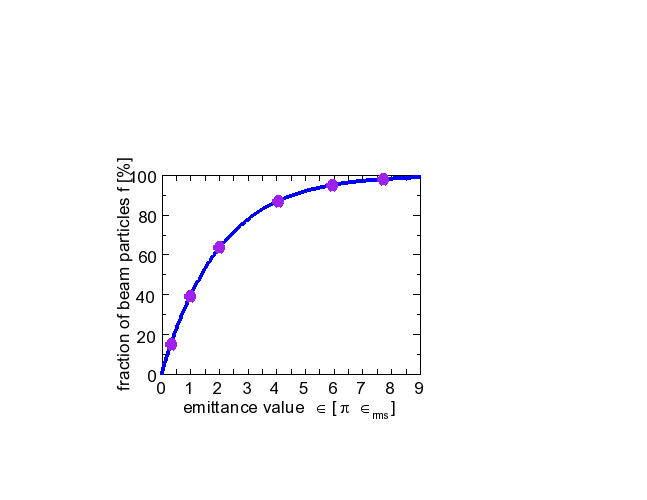 fraction of beam particles f [%]
100
80
60
40
20
0
0 1 2 3 4 5 6 7 8 9
emittance value ∈ [ π ∈rms ]